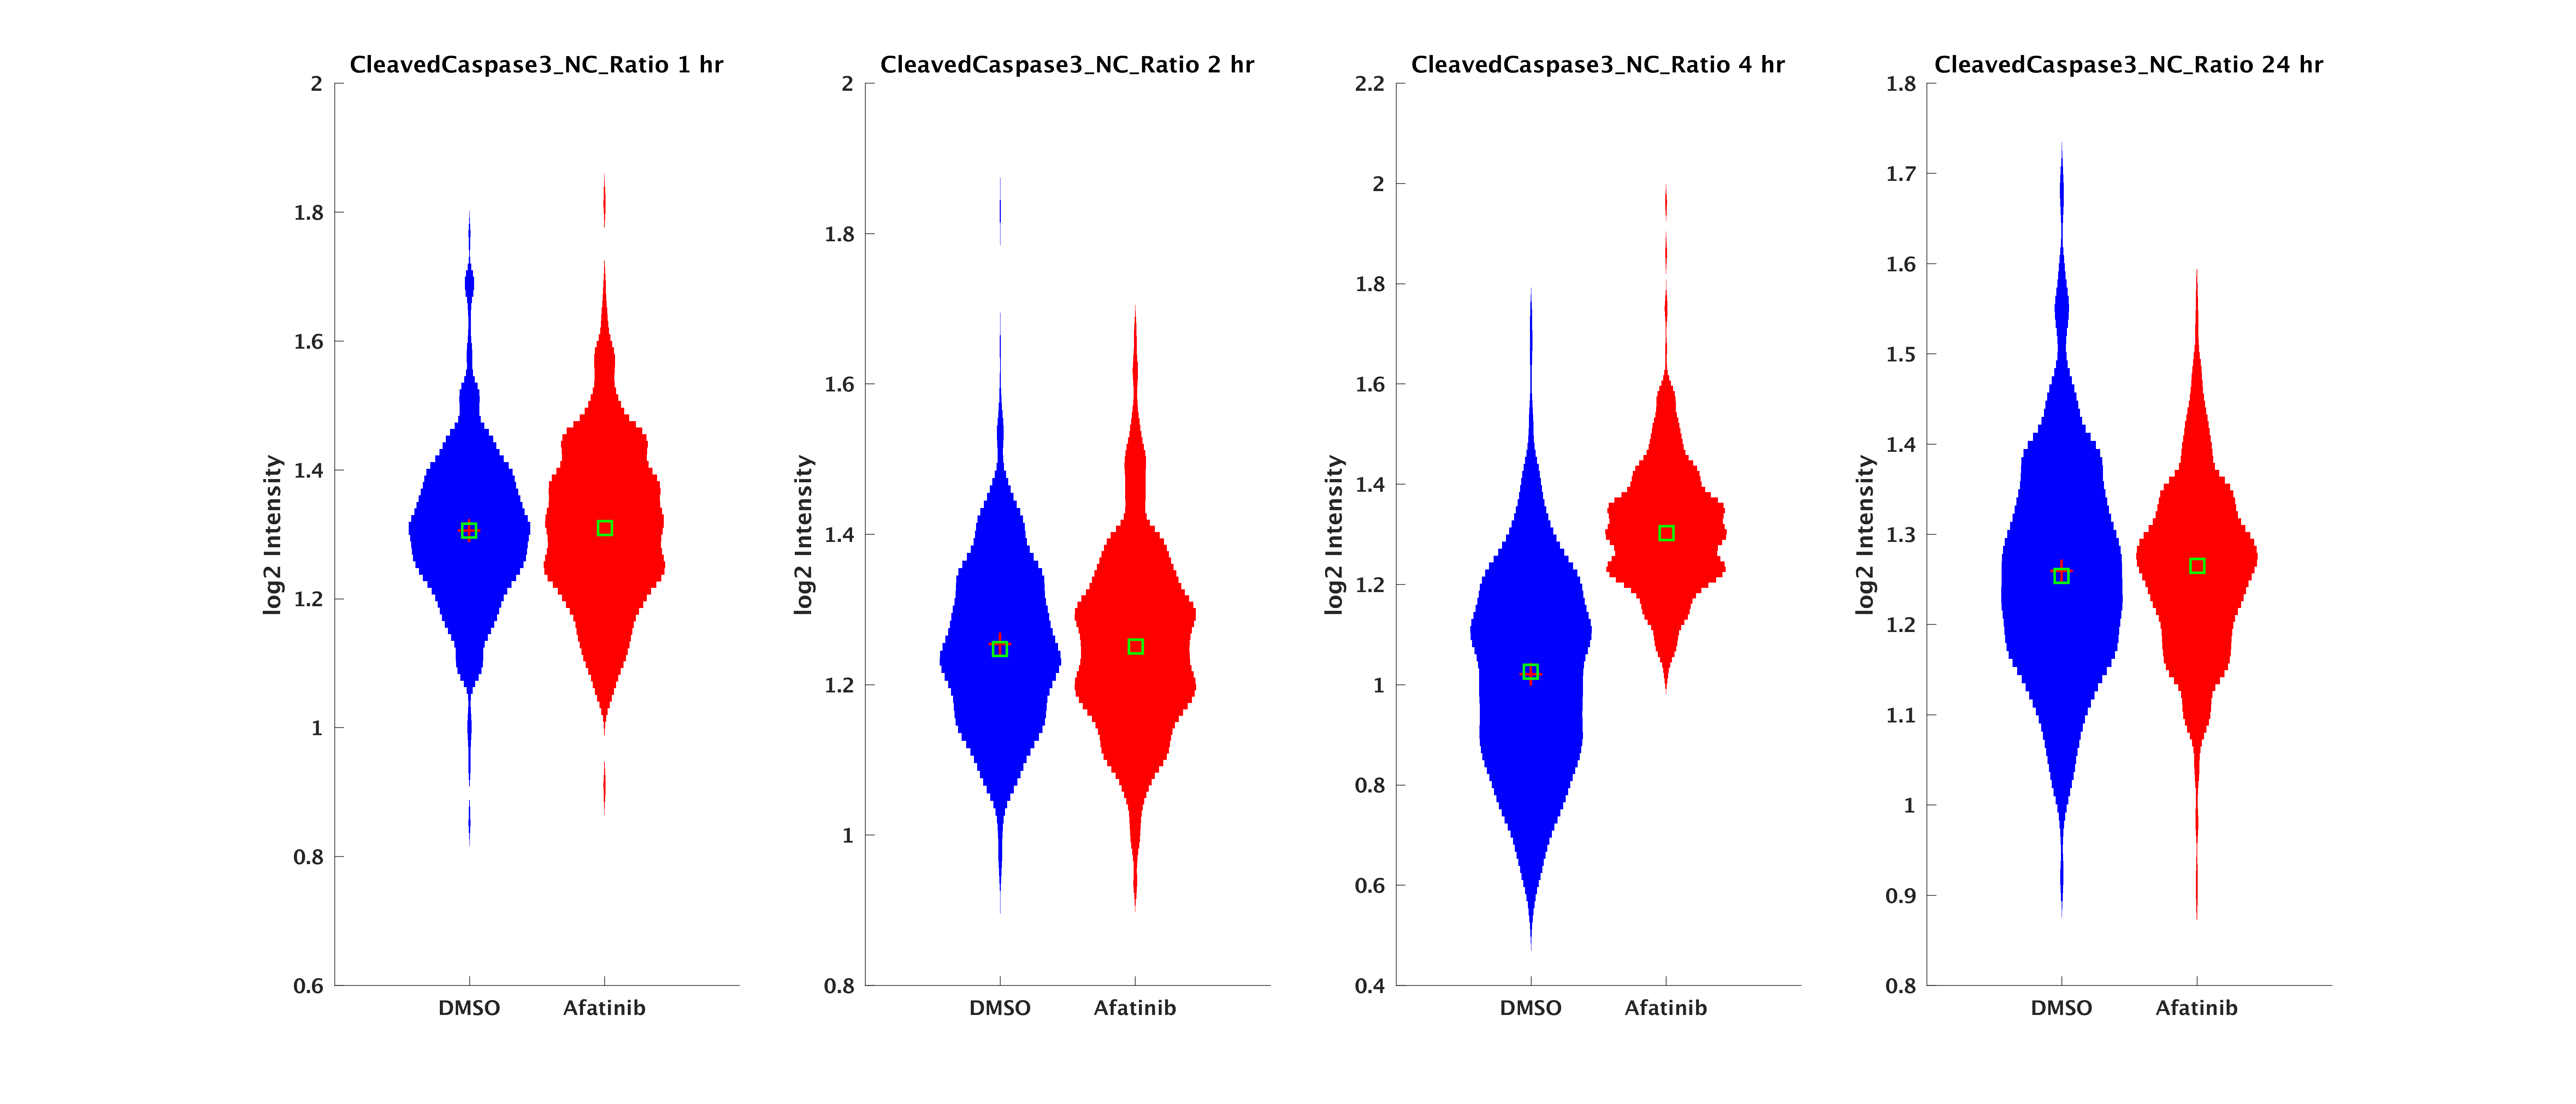 CleavedCaspase3_NC_Ratio 1 hr
2
1.8
1.6
1.4
1.2
1
0.8
0.6
log2 Intensity
DMSO
Afatinib
CleavedCaspase3_NC_Ratio 2 hr
2
1.8
1.6
1.4
1.2
1
0.8
log2 Intensity
DMSO
Afatinib
CleavedCaspase3_NC_Ratio 4 hr
2.2
2
1.8
1.6
1.4
1.2
1
0.8
0.6
0.4
log2 Intensity
DMSO
Afatinib
CleavedCaspase3_NC_Ratio 24 hr
1.8
1.7
1.6
1.5
1.4
1.3
1.2
1.1
1
0.9
0.8
log2 Intensity
DMSO
Afatinib